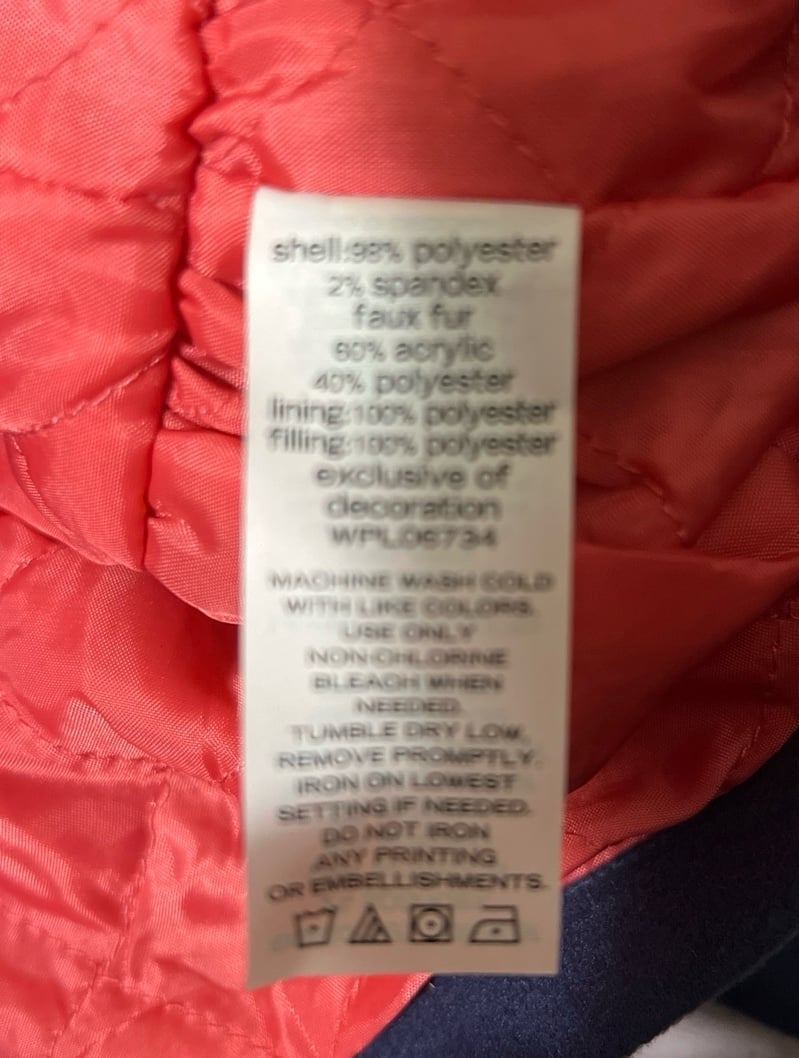 shell:98% polyester
2% spandex
faux fur
60% acrylic
40% polyester
lining:100% polyester
filling:100% polyester
exclusive of
decoration
WPL06734
MACHINE WASH COLD
WITH LIKE COLORS.
USE ONLY
NON-CHLORINE
BLEACH WHEN
NEEDED.
TUMBLE DRY LOW,
REMOVE PROMPTLY.
IRON ON LOWEST
SETTING IF NEEDED.
DO NOT IRON
ANY PRINTING
OR EMBELLISHMENTS.